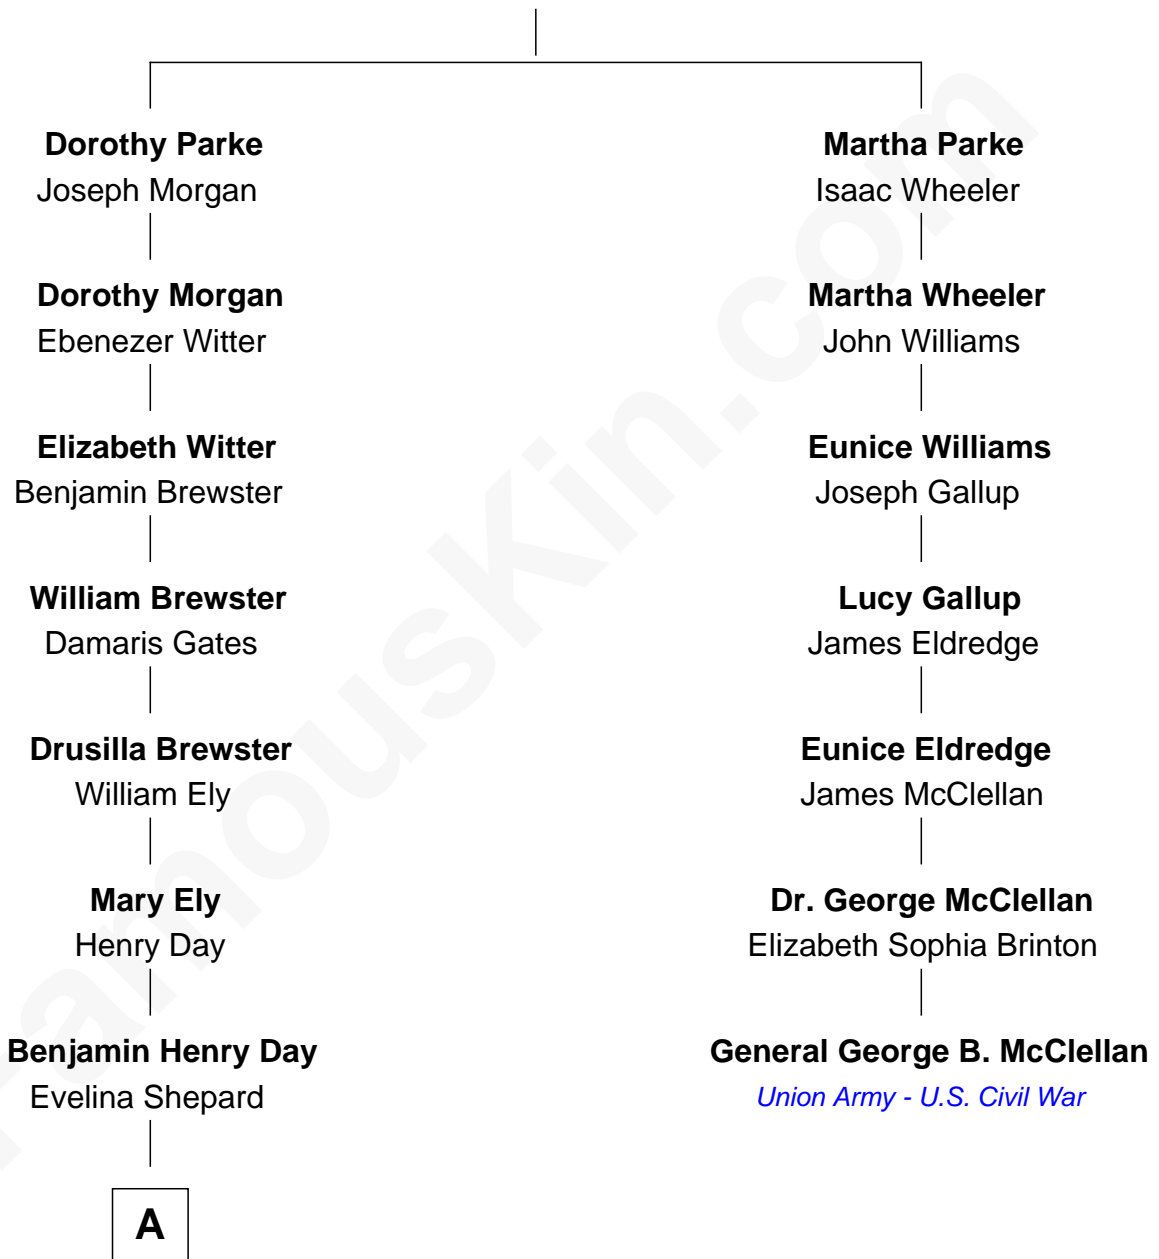 Dorothy Parke
Joseph Morgan
Dorothy Morgan
Ebenezer Witter
Elizabeth Witter
Benjamin Brewster
William Brewster
Damaris Gates
Drusilla Brewster
William Ely
Mary Ely
Henry Day
Benjamin Henry Day
Evelina Shepard
A
Martha Parke
Isaac Wheeler
Martha Wheeler
John Williams
Eunice Williams
Joseph Gallup
Lucy Gallup
James Eldredge
Eunice Eldredge
James McClellan
Dr. George McClellan
Elizabeth Sophia Brinton
General George B. McClellan
Union Army - U.S. Civil War
FamousKin.com